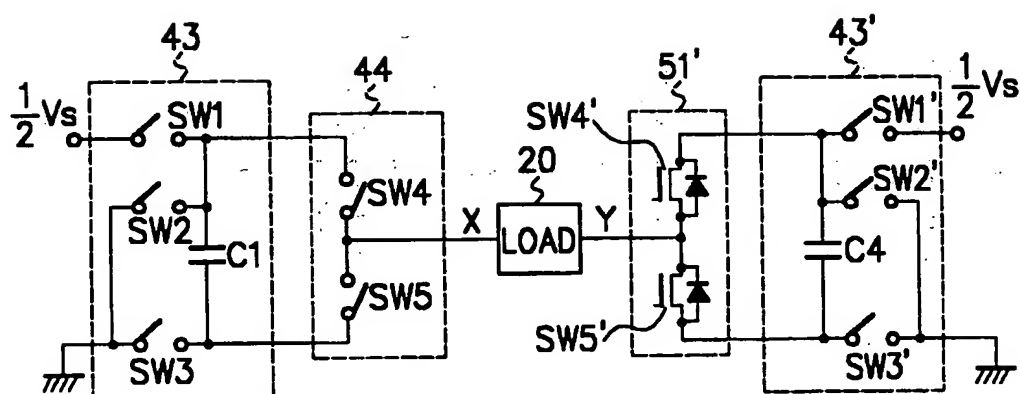 43
44
51'
43'
1/2 Vs
SW1
SW2
C1
SW3
SW4
SW5
X
20
LOAD
Y
SW4'
SW5'
SW1'
1/2 Vs
SW2'
C4
SW3'